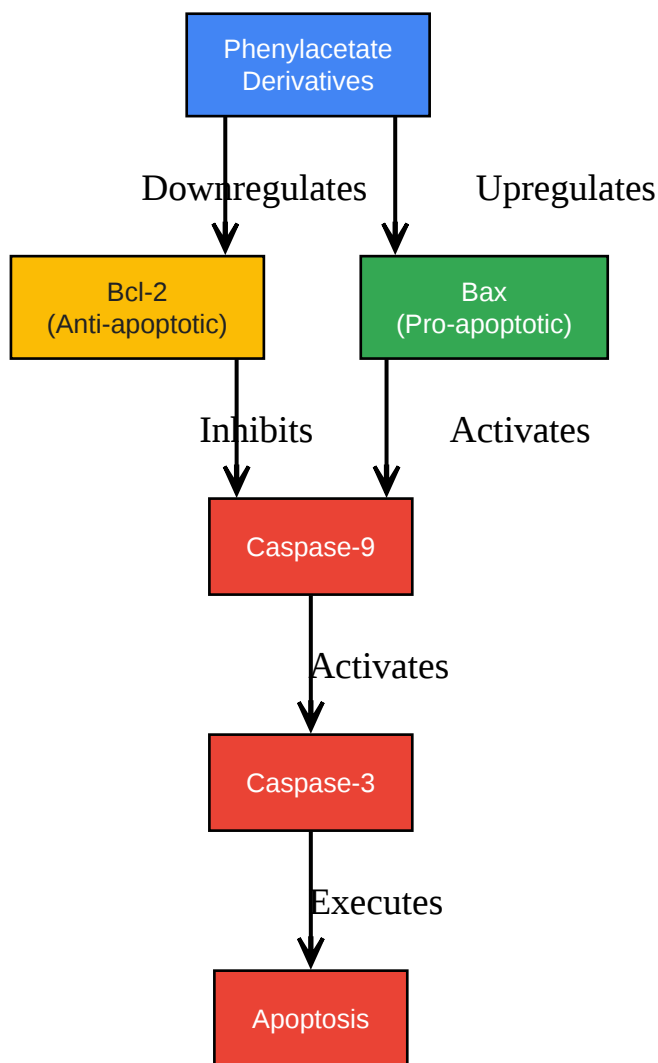 Phenylacetate
Derivatives
Downregulates
Upregulates
Bcl-2
(Anti-apoptotic)
Bax
(Pro-apoptotic)
Inhibits
Activates
Caspase-9
Activates
Caspase-3
Executes
Apoptosis